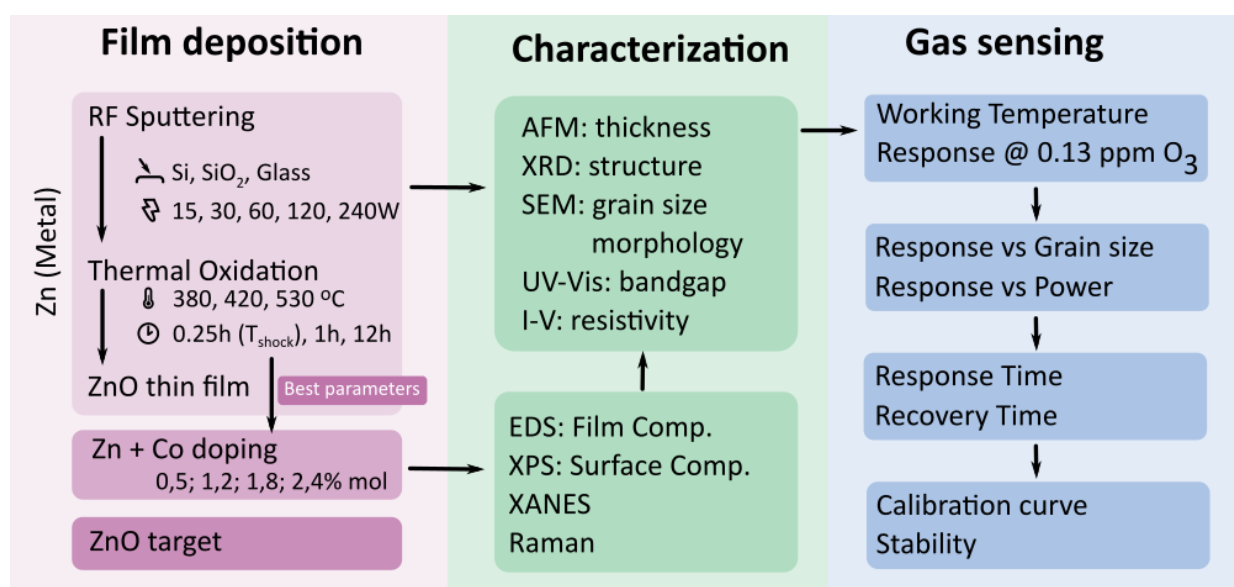 Film deposition
Zn (Metal)
RF Sputtering
Si, SiO₂, Glass
15, 30, 60, 120, 240W
Thermal Oxidation
380, 420, 530 ºC
0.25h (Tshock), 1h, 12h
ZnO thin film
Best parameters
Zn + Co doping
0,5; 1,2; 1,8; 2,4% mol
ZnO target
Characterization
AFM: thickness
XRD: structure
SEM: grain size
morphology
UV-Vis: bandgap
I-V: resistivity
EDS: Film Comp.
XPS: Surface Comp.
XANES
Raman
Gas sensing
Working Temperature
Response @ 0.13 ppm O₃
Response vs Grain size
Response vs Power
Response Time
Recovery Time
Calibration curve
Stability